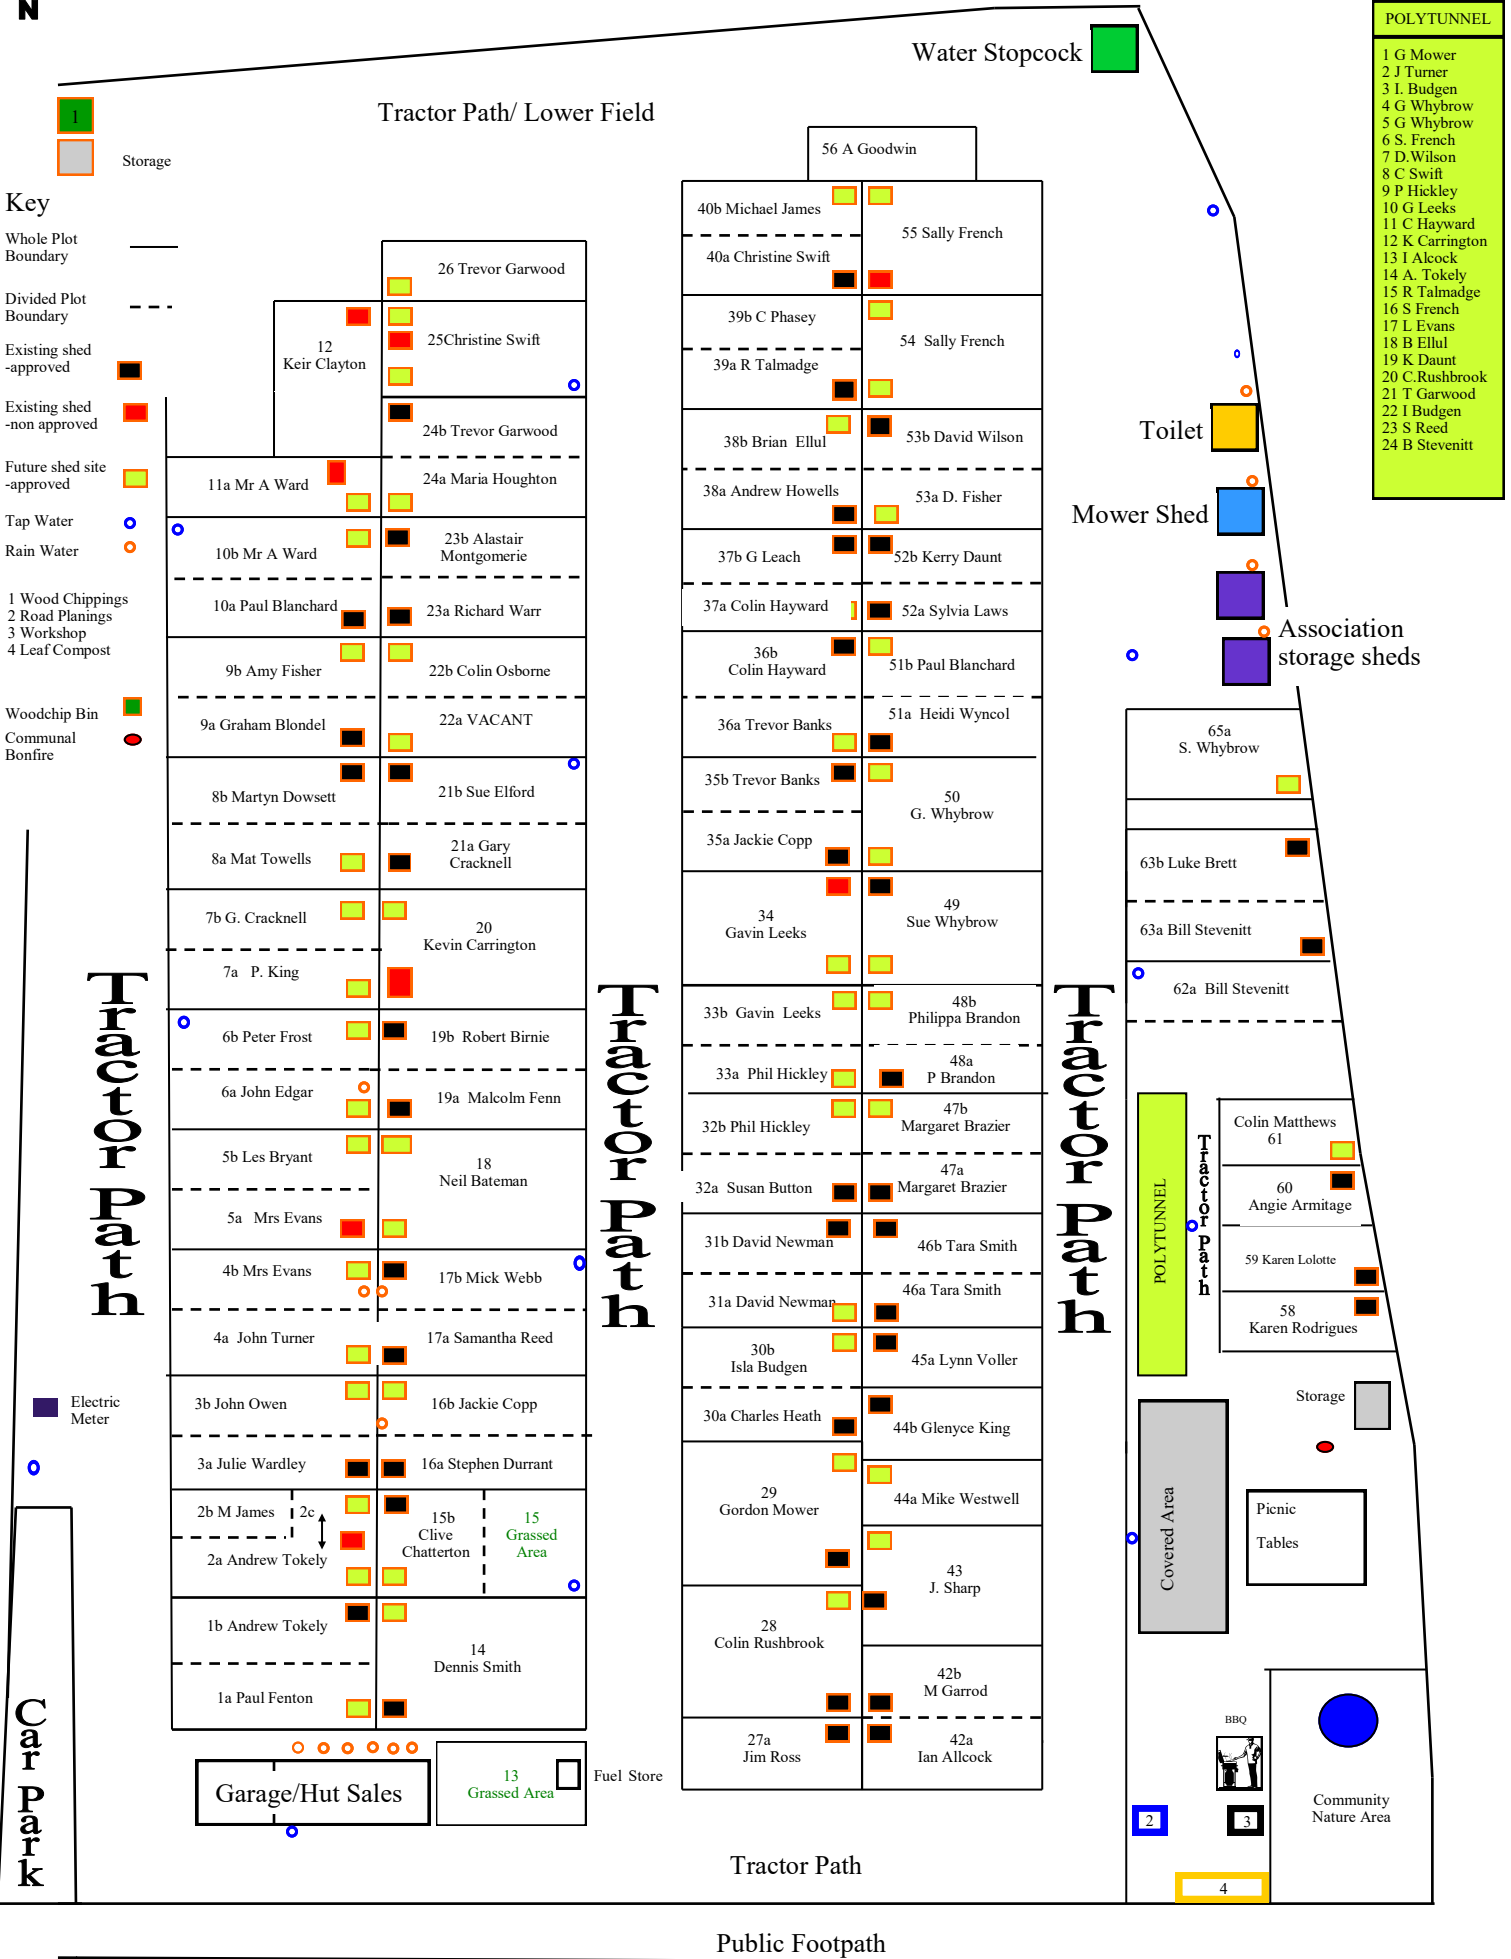 N
Water Stopcock
POLYTUNNEL
1 G Mower
2 J Turner
3 I. Budgen
4 G Whybrow
5 G Whybrow
6 S. French
7 D.Wilson
8 C Swift
9 P Hickley
10 G Leeks
11 C Hayward
12 K Carrington
13 I Alcock
14 A. Tokely
15 R Talmadge
16 S French
17 L Evans
18 B Ellul
19 K Daunt
20 C.Rushbrook
21 T Garwood
22 I Budgen
23 S Reed
24 B Stevenitt
1
Storage
Tractor Path/ Lower Field
Key
Whole Plot
Boundary
Divided Plot
Boundary
Existing shed
-approved
Existing shed
-non approved
Future shed site
-approved
Tap Water
Rain Water
1 Wood Chippings
2 Road Planings
3 Workshop
4 Leaf Compost
Woodchip Bin
Communal
Bonfire
26 Trevor Garwood
12
Keir Clayton
25Christine Swift
24b Trevor Garwood
11a Mr A Ward
24a Maria Houghton
10b Mr A Ward
23b Alastair
Montgomerie
10a Paul Blanchard
23a Richard Warr
9b Amy Fisher
22b Colin Osborne
9a Graham Blondel
22a VACANT
8b Martyn Dowsett
21b Sue Elford
8a Mat Towells
21a Gary
Cracknell
7b G. Cracknell
20
Kevin Carrington
7a P. King
6b Peter Frost
19b Robert Birnie
6a John Edgar
19a Malcolm Fenn
5b Les Bryant
18
Neil Bateman
5a Mrs Evans
4b Mrs Evans
17b Mick Webb
4a John Turner
17a Samantha Reed
3b John Owen
16b Jackie Copp
3a Julie Wardley
16a Stephen Durrant
2b M James
2c
2a Andrew Tokely
15b
Clive
Chatterton
15
Grassed
Area
1b Andrew Tokely
14
Dennis Smith
1a Paul Fenton
Garage/Hut Sales
13
Grassed Area
Fuel Store
Tractor Path
Electric
Meter
Car Park
Tractor Path
56 A Goodwin
40b Michael James
55 Sally French
40a Christine Swift
39b C Phasey
54 Sally French
39a R Talmadge
38b Brian Ellul
53b David Wilson
38a Andrew Howells
53a D. Fisher
37b G Leach
52b Kerry Daunt
37a Colin Hayward
52a Sylvia Laws
36b
Colin Hayward
51b Paul Blanchard
36a Trevor Banks
51a Heidi Wyncol
35b Trevor Banks
50
G. Whybrow
35a Jackie Copp
34
Gavin Leeks
49
Sue Whybrow
33b Gavin Leeks
48b
Philippa Brandon
33a Phil Hickley
48a
P Brandon
32b Phil Hickley
47b
Margaret Brazier
32a Susan Button
47a
Margaret Brazier
31b David Newman
46b Tara Smith
31a David Newman
46a Tara Smith
30b
Isla Budgen
45a Lynn Voller
30a Charles Heath
44b Glenyce King
29
Gordon Mower
44a Mike Westwell
43
J. Sharp
28
Colin Rushbrook
42b
M Garrod
27a
Jim Ross
42a
Ian Allcock
Tractor Path
Toilet
Mower Shed
Association
storage sheds
65a
S. Whybrow
63b Luke Brett
63a Bill Stevenitt
62a Bill Stevenitt
POLYTUNNEL
Tractor Path
Colin Matthews
61
60
Angie Armitage
59 Karen Lolotte
58
Karen Rodrigues
Storage
Covered Area
Picnic
Tables
BBQ
2
3
4
Community
Nature Area
Tractor Path
Public Footpath